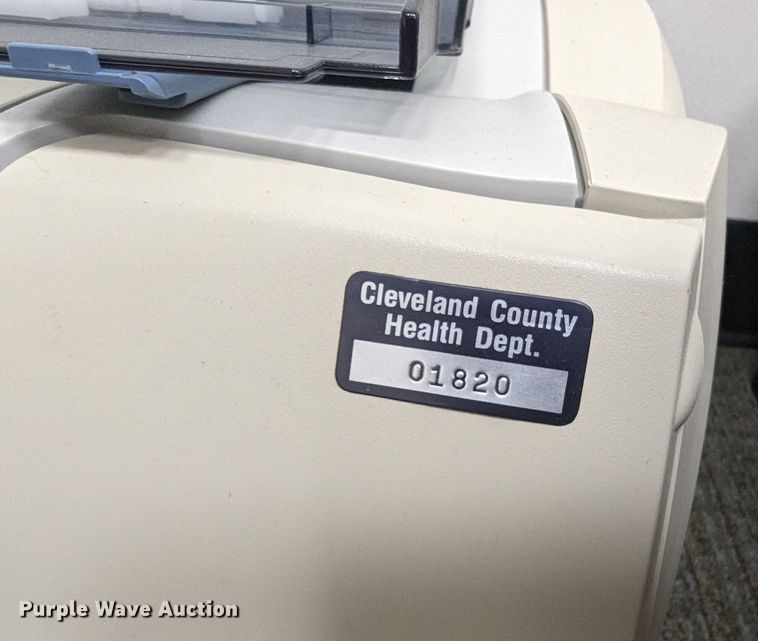 Cleveland County
Health Dept.
01820
Purple Wave Auction